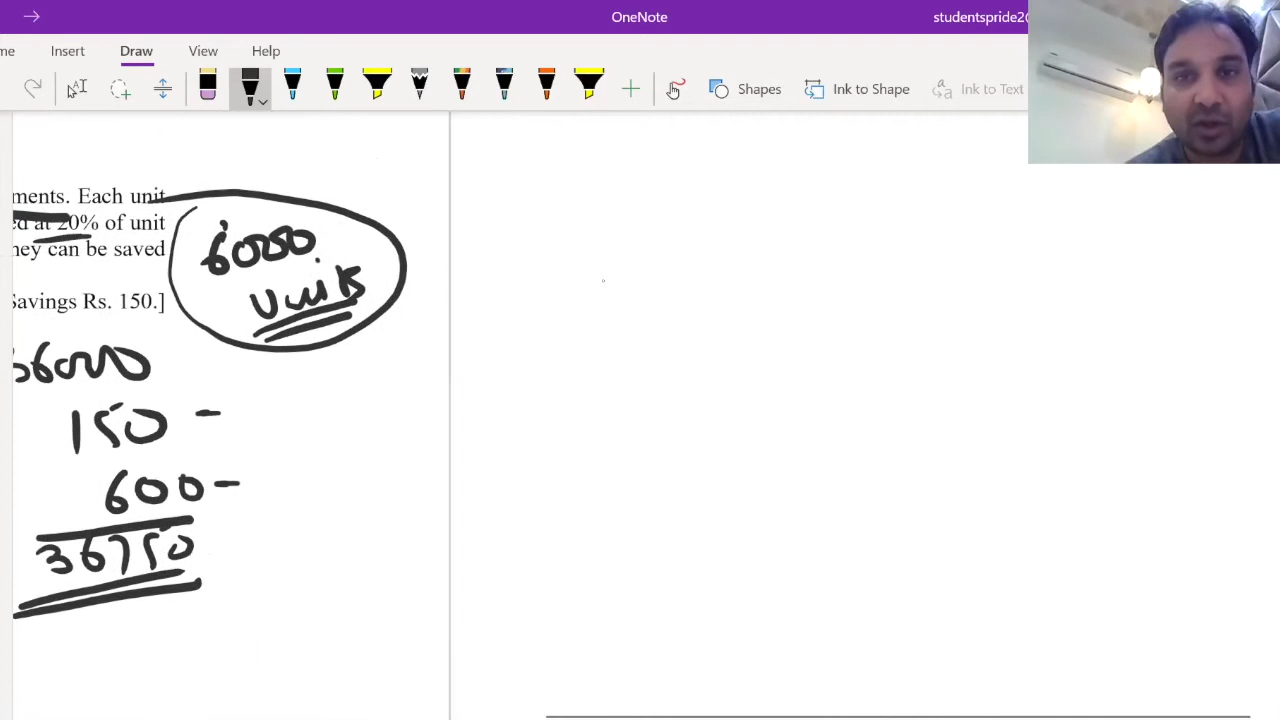 OneNote
studentspride2@
me Insert Draw View Help
Shapes Ink to Shape Ink to Text
ments. Each unit
ed at 20% of unit
hey can be saved
Savings Rs. 150.]
6000
Units
36000
150 -
600 -
36750